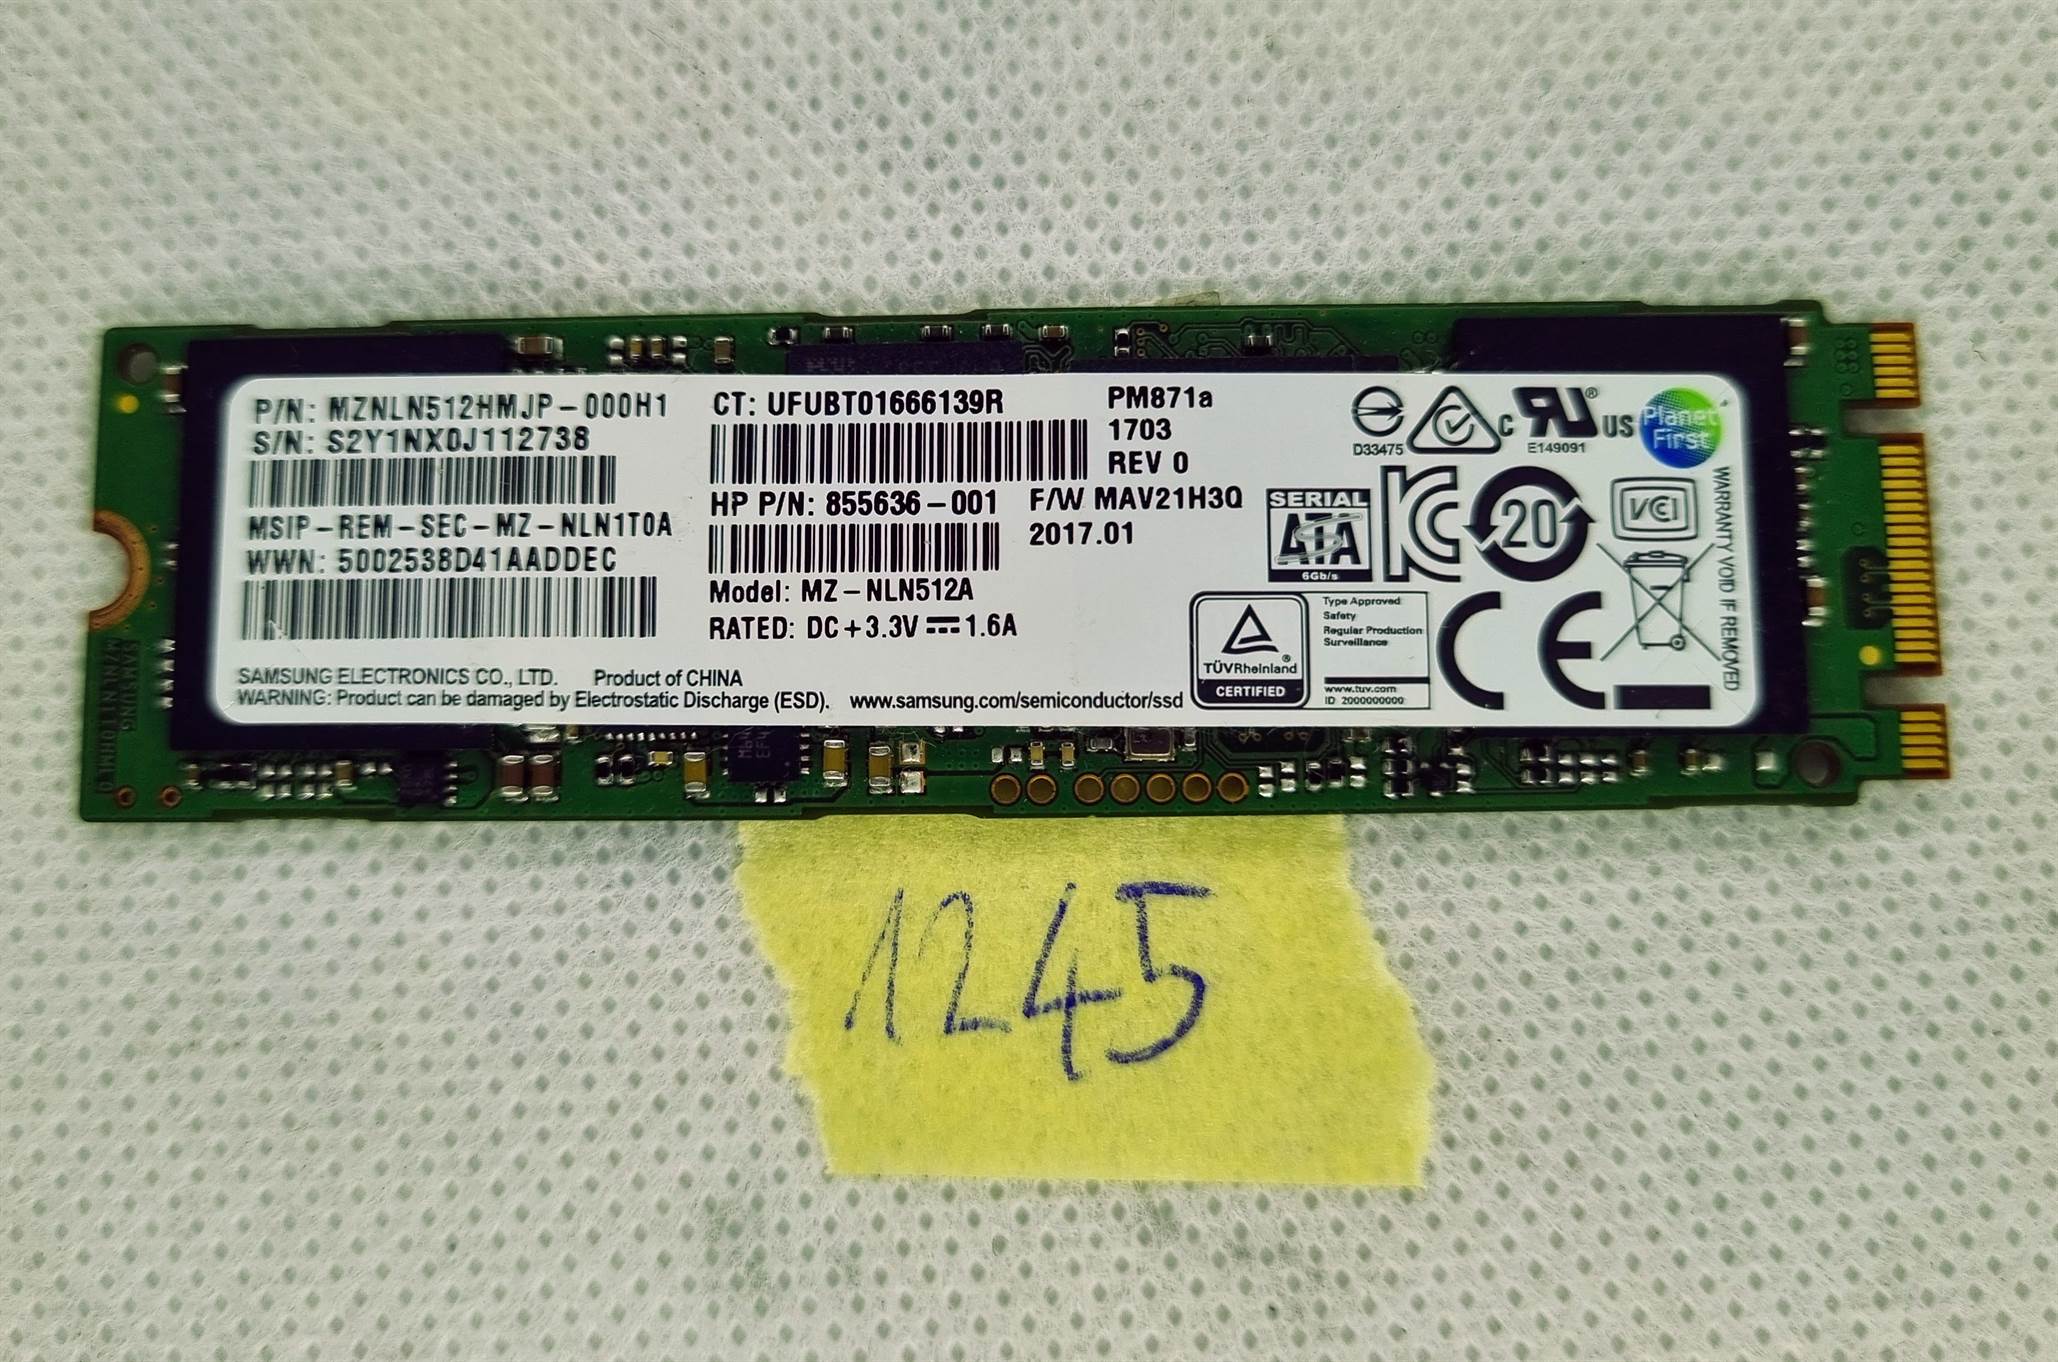 P/N: MZNLN512HMJP-000H1
S/N: S2Y1NX0J112738
MSIP-REM-SEC-MZ-NLN1T0A
WWN: 5002538D41AADDEC
CT: UFUBT01666139R
HP P/N: 855636-001
Model: MZ-NLN512A
RATED: DC+3.3V ⎓ 1.6A
PM871a
1703
REV 0
F/W MAV21H3Q
2017.01
SAMSUNG ELECTRONICS CO., LTD. Product of CHINA
WARNING: Product can be damaged by Electrostatic Discharge (ESD). www.samsung.com/semiconductor/ssd
D33475
C US
E149091
Planet
First
SERIAL
ATA
6Gb/s
20
VCI
TÜVRheinland
CERTIFIED
Type Approved
Safety
Regular Production
Surveillance
www.tuv.com
ID 2000000000
CE
WARRANTY VOID IF REMOVED
SAMSUNG
1245